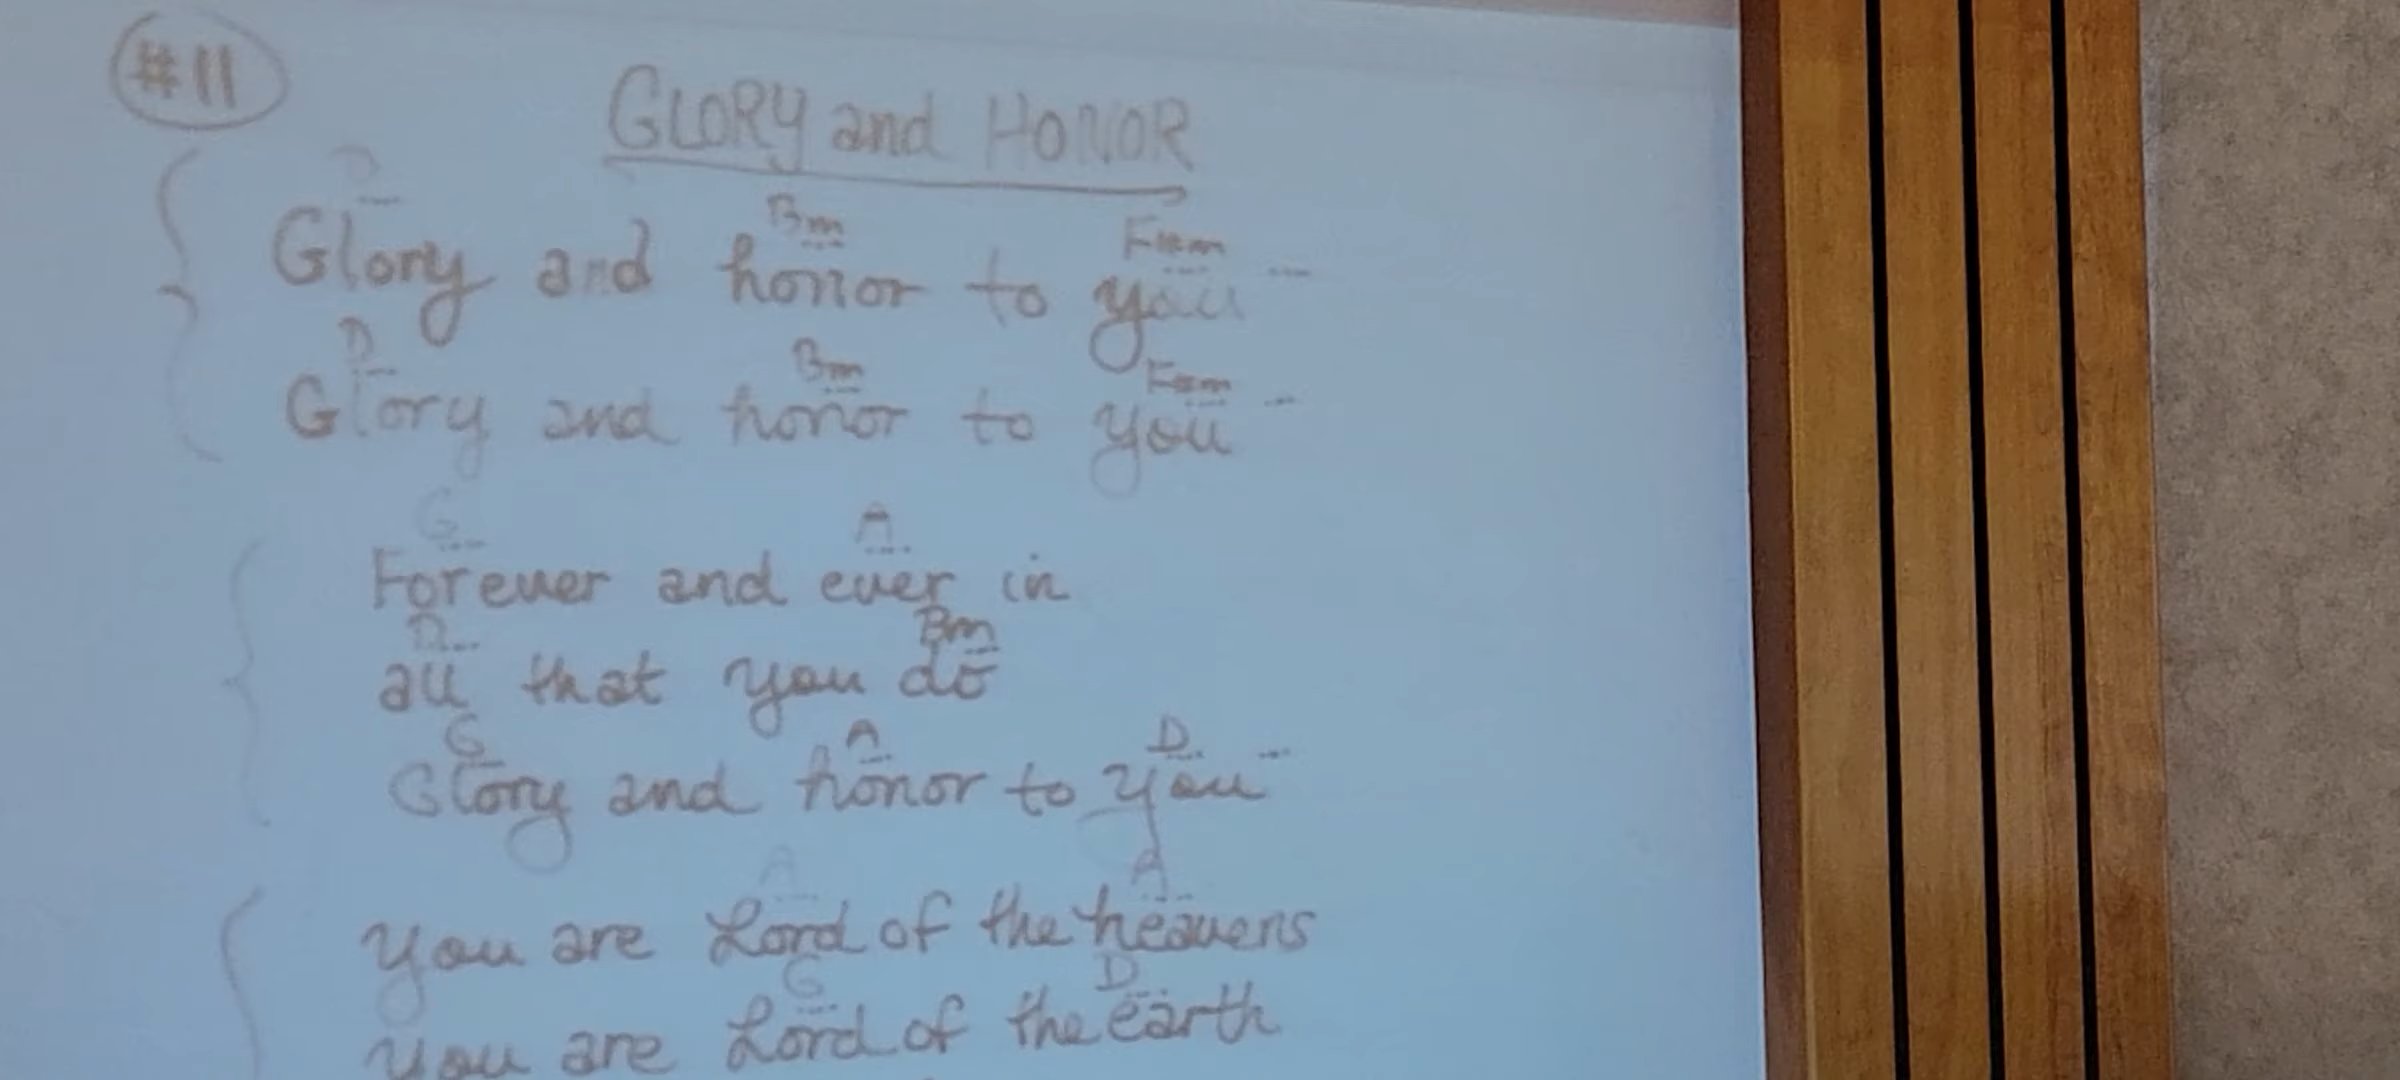 #11
GLORY and HONOR
D Bm F#m
Glory and honor to you
D Bm F#m
Glory and honor to you
G A
Forever and ever in
D Bm
all that you do
G A D
Glory and honor to you
A A
You are Lord of the heavens
G D
You are Lord of the earth